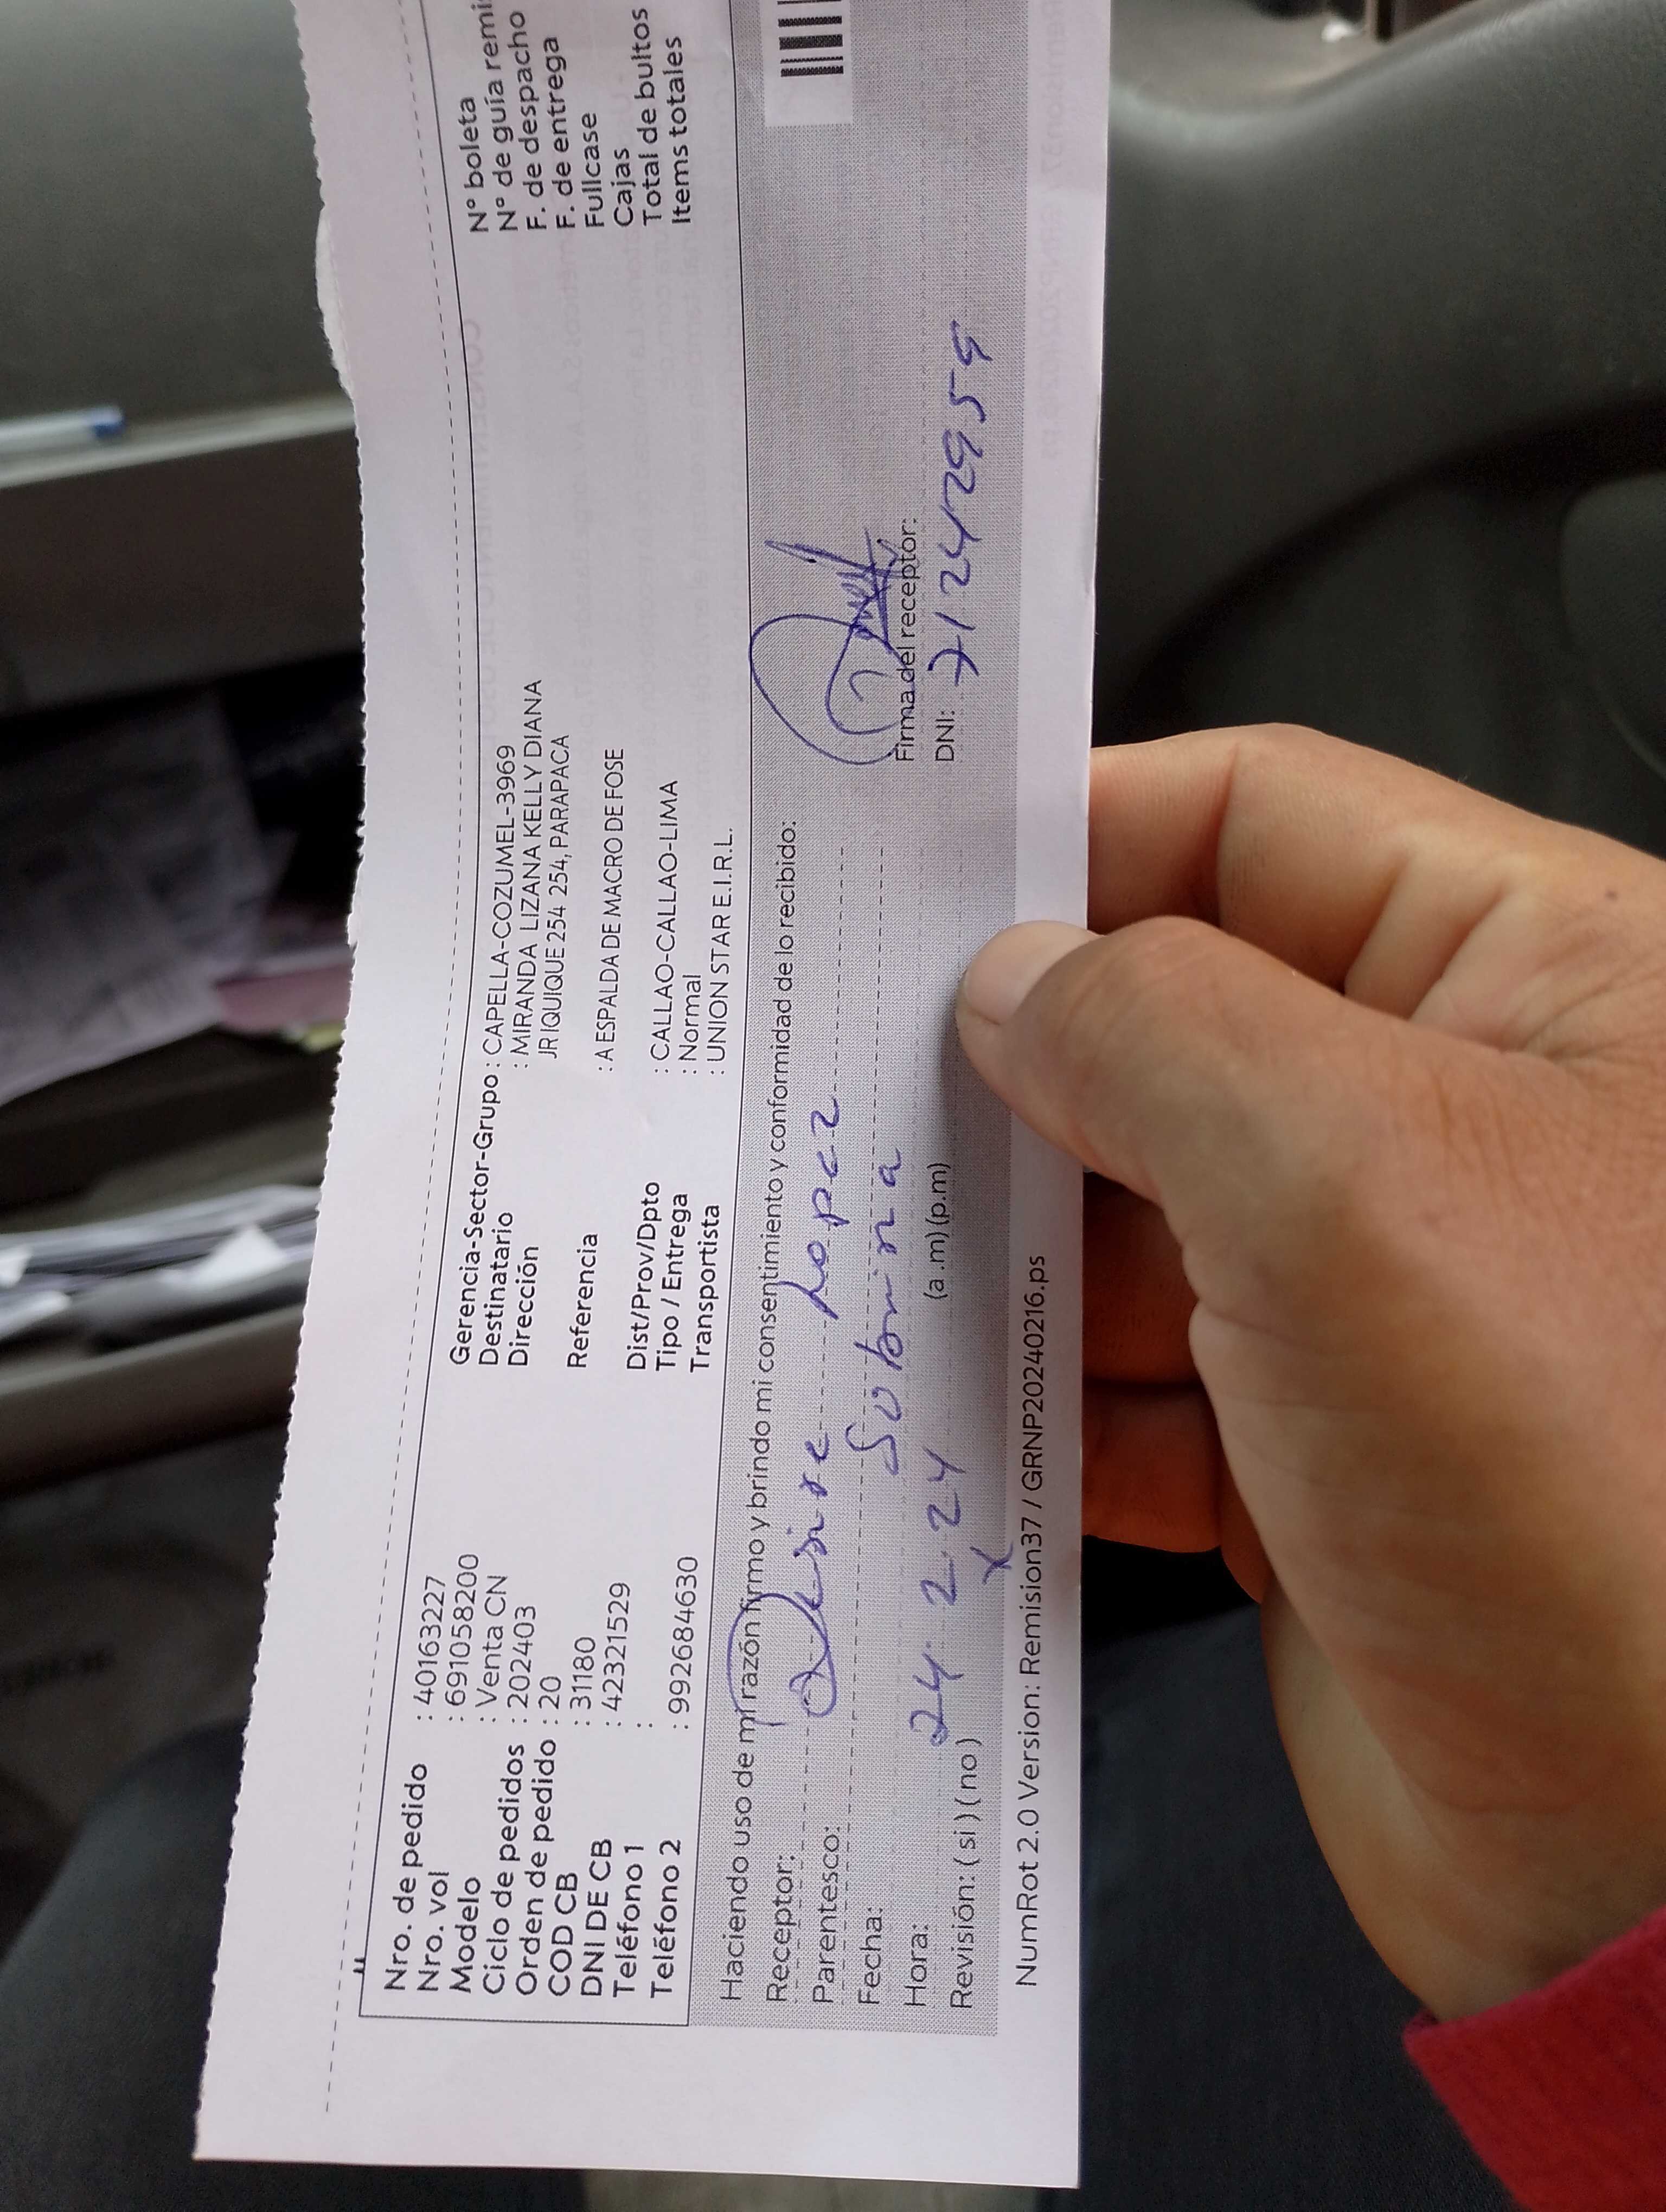 Nro. de pedido : 40163227
Nro. vol : 6910582​00
Modelo : Venta CN
Ciclo de pedidos : 202403
Orden de pedido : 20
COD CB : 31180
DNI DE CB : 42321529
Teléfono 1 :
Teléfono 2 : 992684630
Gerencia-Sector-Grupo : CAPELLA-COZUMEL-3969
Destinatario : MIRANDA LIZANA KELLY DIANA
Dirección JR IQUIQUE 254 254, PARAPACA
Referencia : A ESPALDA DE MACRO DE FOSE
Dist/Prov/Dpto : CALLAO-CALLAO-LIMA
Tipo / Entrega : Normal
Transportista : UNION STAR E.I.R.L.
N° boleta
N° de guía remi
F. de despacho
F. de entrega
Fullcase
Cajas
Total de bultos
Items totales
Haciendo uso de mi razón firmo y brindo mi consentimiento y conformidad de lo recibido:
Receptor: Desire Lopez
Parentesco: Sobrina
Fecha: 24 2 24
Hora: (a.m) (p.m)
Revisión: ( si ) ( no ) x
Firma del receptor:
DNI: 71242959
NumRot 2.0 Version: Remision37 / GRNP20240216.ps